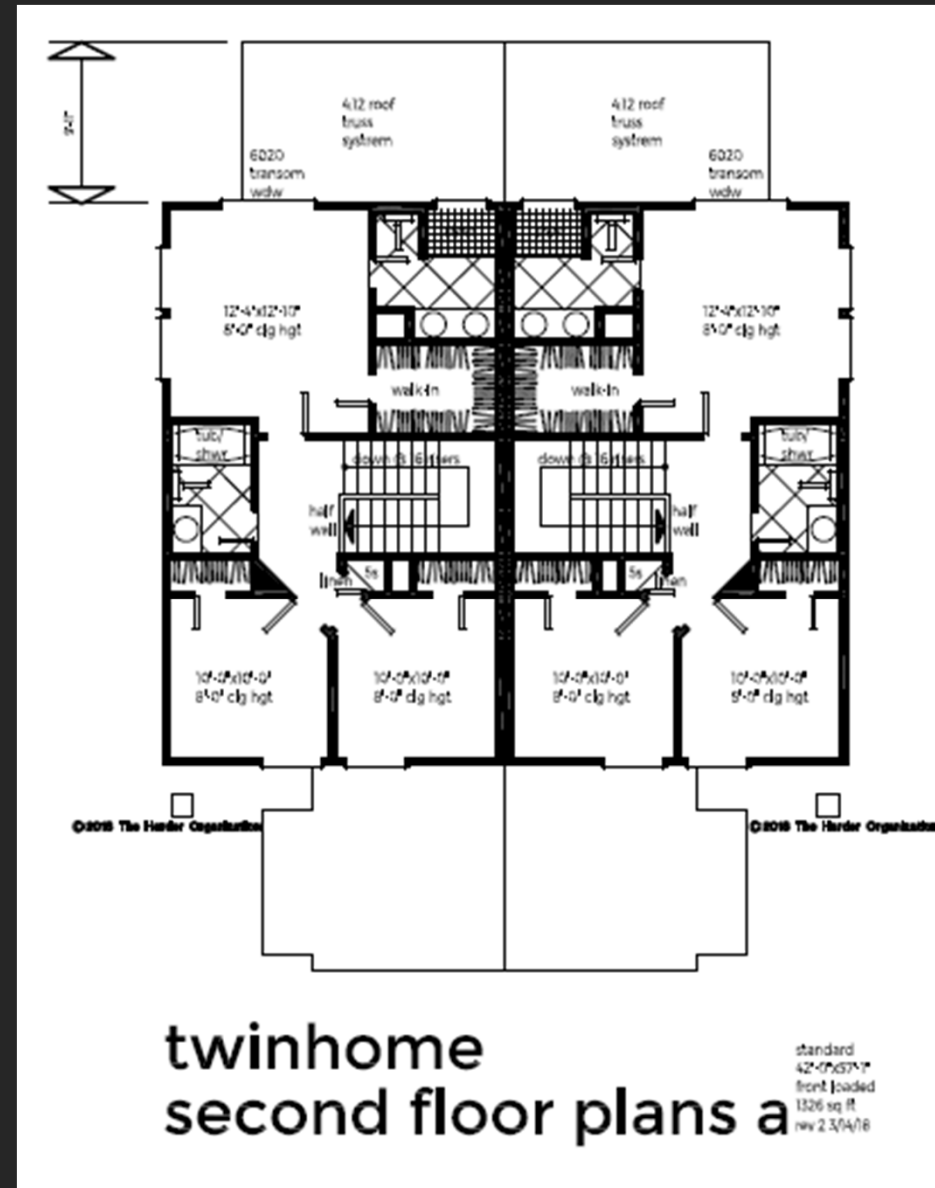 4:12 roof
truss
systrem
4:12 roof
truss
systrem
6020
transom
wdw
6020
transom
wdw
12'-4"x12'-10"
8'-0" clg hgt
12'-4"x12'-10"
8'-0" clg hgt
walk-in
walk-in
tub/
shwr
tub/
shwr
down @ 16 risers
down @ 16 risers
half
wall
half
wall
linen
5s
5s
linen
10'-0"x10'-0"
8'-0" clg hgt
10'-0"x10'-0"
8'-0" clg hgt
10'-0"x10'-0"
8'-0" clg hgt
10'-0"x10'-0"
8'-0" clg hgt
©2018 The Harder Organization
©2018 The Harder Organization
twinhome
second floor plans a
standard
front loaded
1326 sq ft
rev 2 3/14/18